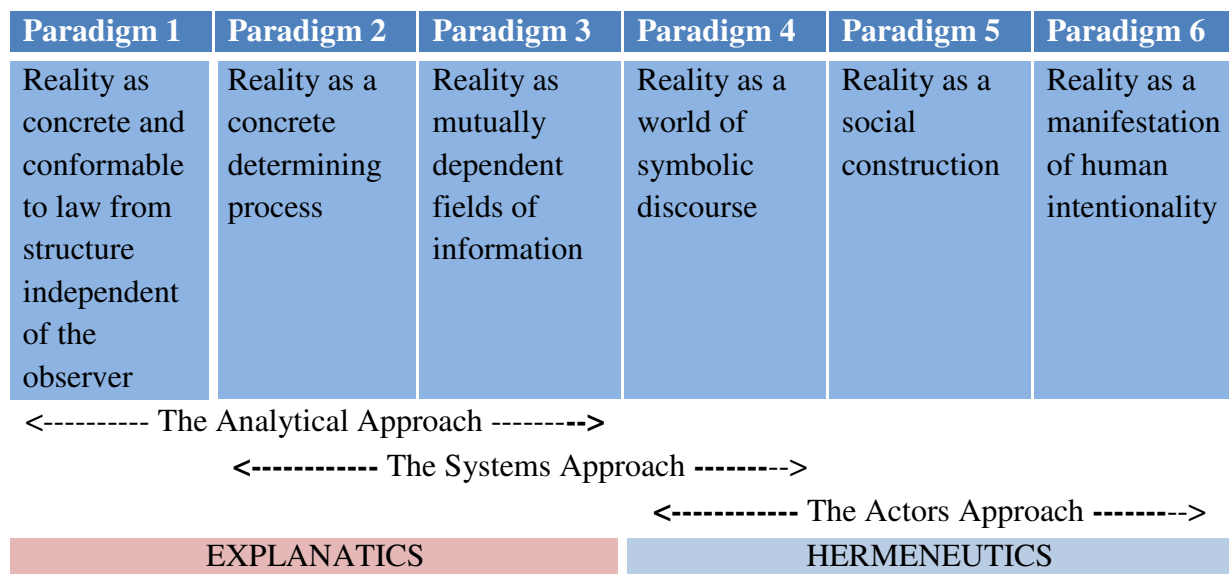 Paradigm 1 Paradigm 2 Paradigm 3 Paradigm 4 Paradigm 5 Paradigm 6
Reality as
concrete and
conformable
to law from
structure
independent
of the
observer
Reality as a
concrete
determining
process
Reality as
mutually
dependent
fields of
information
Reality as a
world of
symbolic
discourse
Reality as a
social
construction
Reality as a
manifestation
of human
intentionality
<---------- The Analytical Approach --------->
<------------ The Systems Approach ---------->
<------------ The Actors Approach ---------->
EXPLANATICS HERMENEUTICS